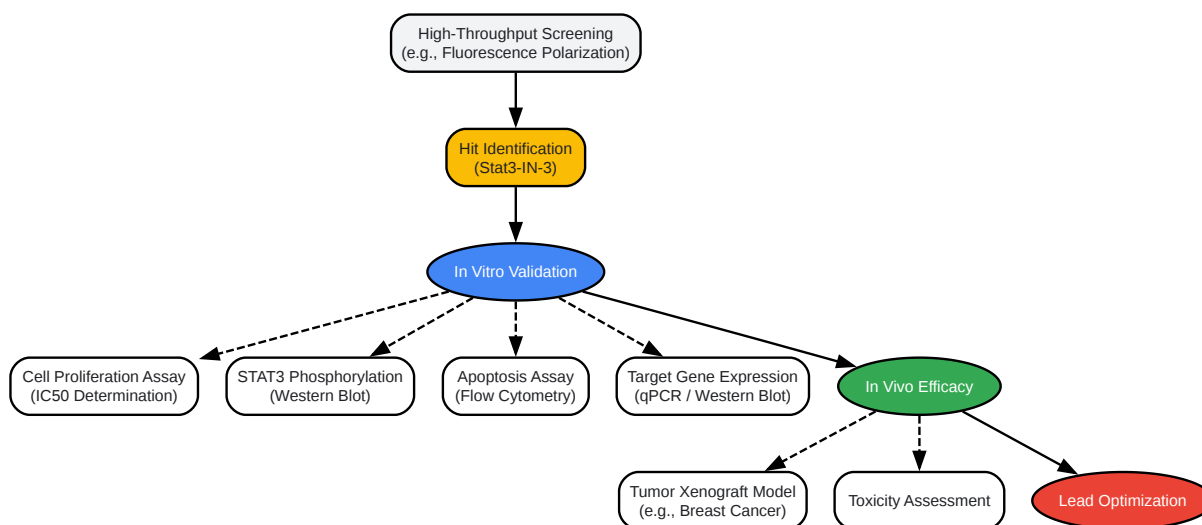 High-Throughput Screening
(e.g., Fluorescence Polarization)
Hit Identification
(Stat3-IN-3)
In Vitro Validation
Cell Proliferation Assay
(IC50 Determination)
STAT3 Phosphorylation
(Western Blot)
Apoptosis Assay
(Flow Cytometry)
Target Gene Expression
(qPCR / Western Blot)
In Vivo Efficacy
Tumor Xenograft Model
(e.g., Breast Cancer)
Toxicity Assessment
Lead Optimization